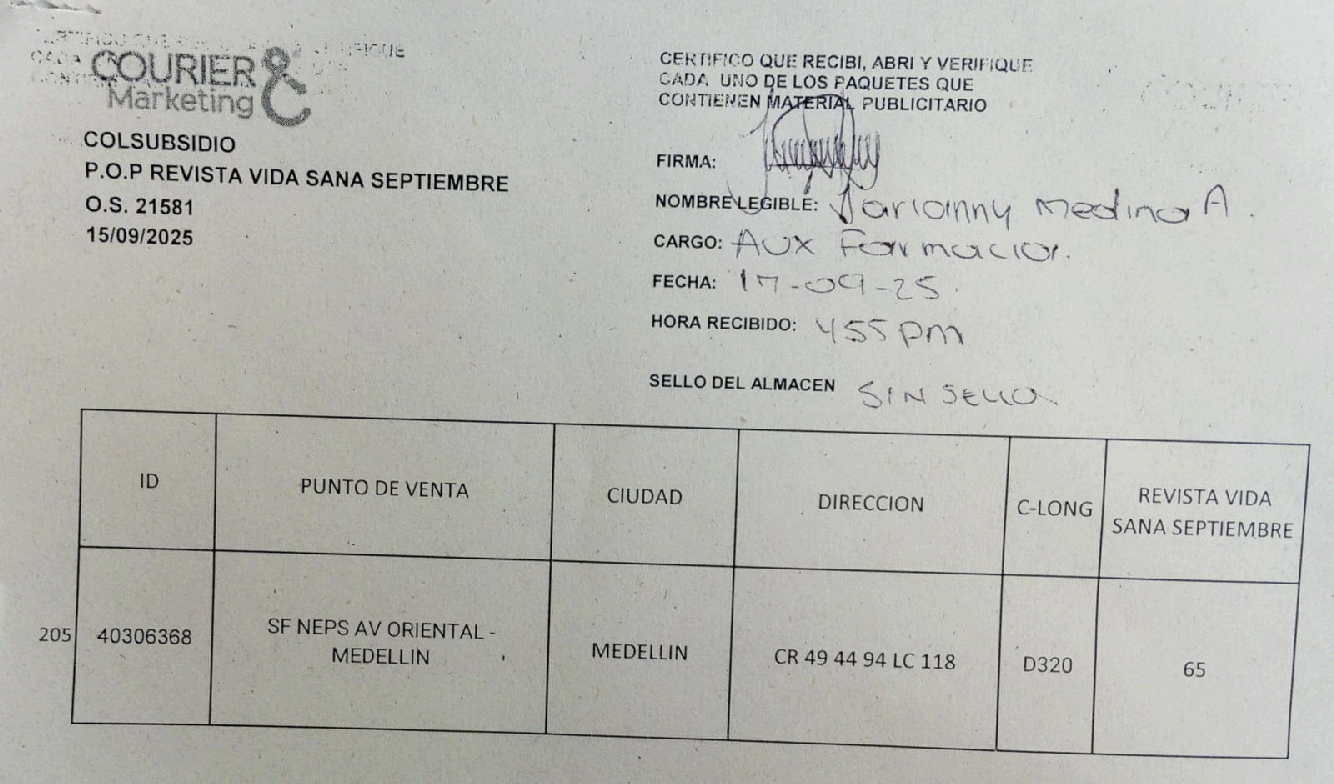 COURIER &
Marketing
COLSUBSIDIO
P.O.P REVISTA VIDA SANA SEPTIEMBRE
O.S. 21581
15/09/2025
CERTIFICO QUE RECIBI, ABRI Y VERIFIQUE
CADA UNO DE LOS PAQUETES QUE
CONTIENEN MATERIAL PUBLICITARIO
FIRMA:
NOMBRE LEGIBLE: Medina A.
CARGO: Aux Farmacia.
FECHA: 17-09-25.
HORA RECIBIDO: 455 pm
SELLO DEL ALMACEN SIN SELLO
ID PUNTO DE VENTA CIUDAD DIRECCION C-LONG REVISTA VIDA
SANA SEPTIEMBRE
205 40306368 SF NEPS AV ORIENTAL -
MEDELLIN MEDELLIN CR 49 44 94 LC 118 D320 65